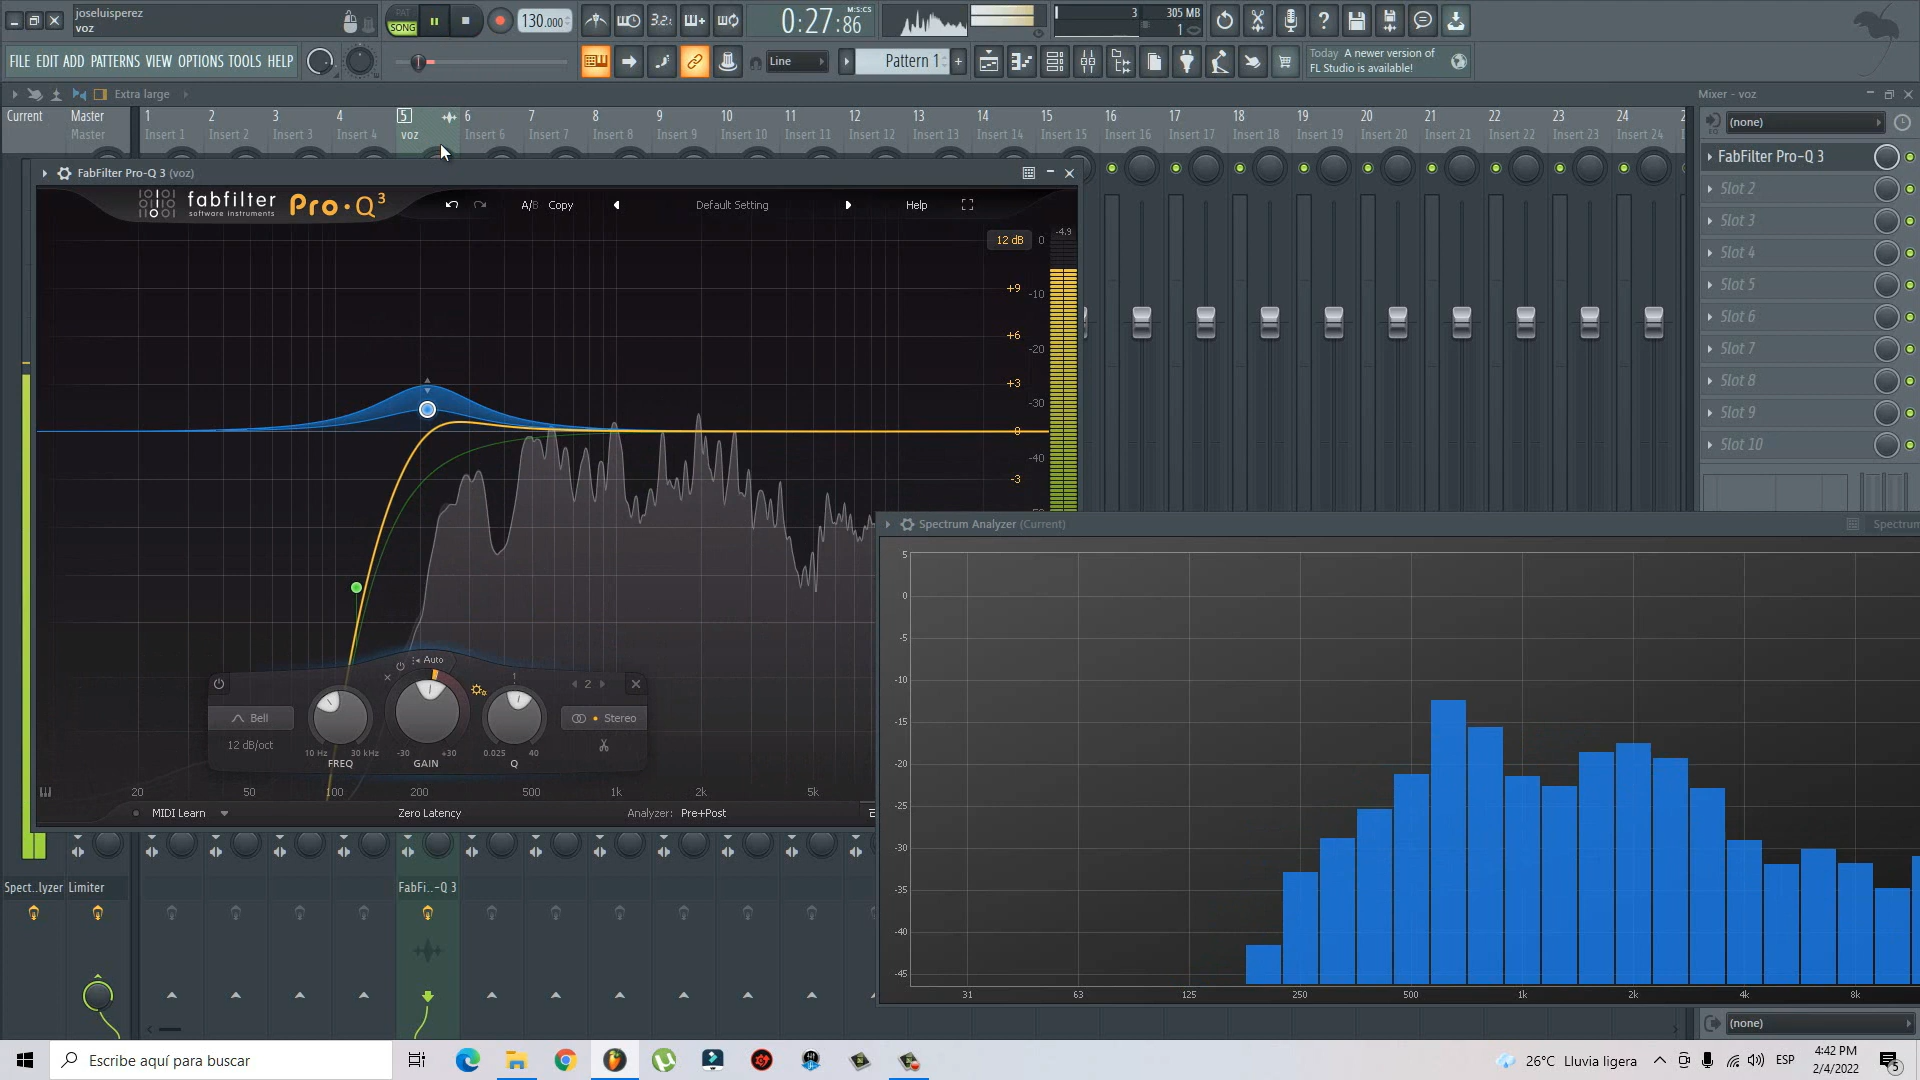 joseluisperez
voz
PAT
SONG
130.000
3.2.:
0:27:86
M:S:CS
3
305 MB
1
FILE EDIT ADD PATTERNS VIEW OPTIONS TOOLS HELP
Line
Pattern 1
+
Today A newer version of
FL Studio is available!
Extra large
Mixer - voz
Current
Master
1 2 3 4 5 6 7 8 9 10 11 12 13 14 15 16 17 18 19 20 21 22 23 24
Master
Insert 1 Insert 2 Insert 3 Insert 4 voz Insert 6 Insert 7 Insert 8 Insert 9 Insert 10 Insert 11 Insert 12 Insert 13 Insert 14 Insert 15 Insert 16 Insert 17 Insert 18 Insert 19 Insert 20 Insert 21 Insert 22 Insert 23 Insert 24
(none)
FabFilter Pro-Q 3
Slot 2
Slot 3
Slot 4
Slot 5
Slot 6
Slot 7
Slot 8
Slot 9
Slot 10
FabFilter Pro-Q 3 (voz)
fabfilter
software instruments
Pro·Q³
A/B Copy
Default Setting
Help
12 dB
0
-4.9
+9
-10
+6
-20
+3
-30
0
-40
-3
Auto
2
Bell
12 dB/oct
Stereo
10 Hz 30 kHz
-30 +30
0.025 40
FREQ GAIN Q
20 50 100 200 500 1k 2k 5k
MIDI Learn
Zero Latency
Analyzer: Pre+Post
Spectrum Analyzer (Current)
Spectrum
5
0
-5
-10
-15
-20
-25
-30
-35
-40
-45
31 63 125 250 500 1k 2k 4k 8k
Spect..lyzer Limiter
FabFi..-Q 3
(none)
Escribe aquí para buscar
26°C Lluvia ligera
ESP
4:42 PM
2/4/2022
5